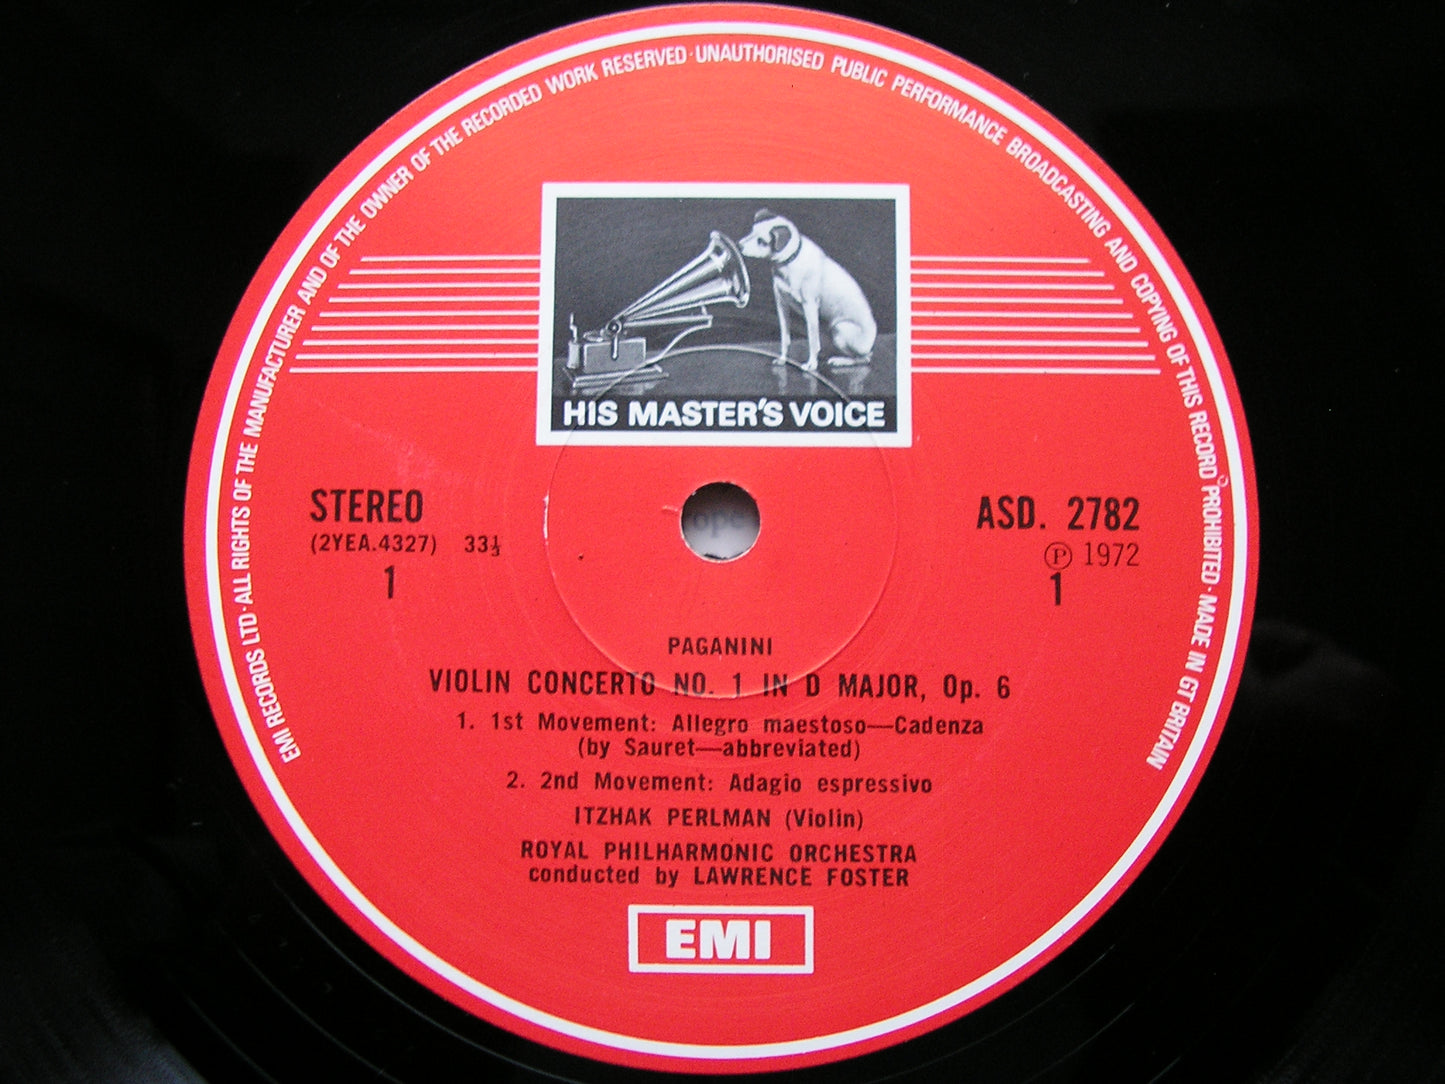 EMI RECORDS LTD · ALL RIGHTS OF THE MANUFACTURER AND OF THE OWNER OF THE RECORDED WORK RESERVED · UNAUTHORISED PUBLIC PERFORMANCE BROADCASTING AND COPYING OF THIS RECORD PROHIBITED · MADE IN GT BRITAIN
HIS MASTER'S VOICE
STEREO
(2YEA.4327) 33⅓
1
ASD. 2782
Ⓟ 1972
1
PAGANINI
VIOLIN CONCERTO NO. 1 IN D MAJOR, Op. 6
1. 1st Movement: Allegro maestoso—Cadenza
(by Sauret—abbreviated)
2. 2nd Movement: Adagio espressivo
ITZHAK PERLMAN (Violin)
ROYAL PHILHARMONIC ORCHESTRA
conducted by LAWRENCE FOSTER
EMI